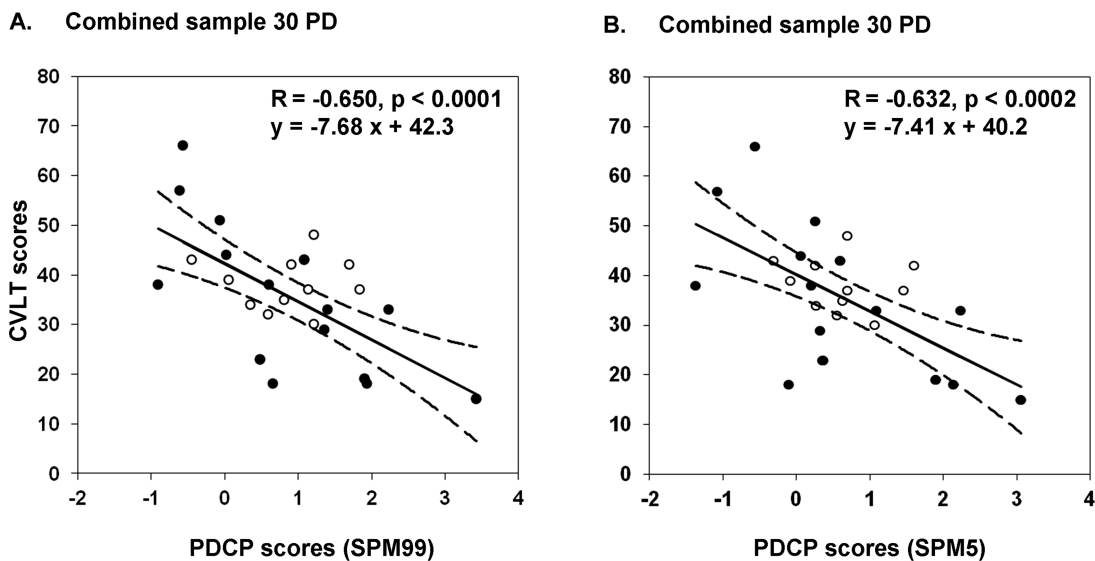 A. Combined sample 30 PD
R = -0.650, p < 0.0001
y = -7.68 x + 42.3
80
70
60
50
40
30
20
10
0
CVLT scores
-1 0 1 2 3 4
PDCP scores (SPM99)
B. Combined sample 30 PD
R = -0.632, p < 0.0002
y = -7.41 x + 40.2
80
70
60
50
40
30
20
10
0
-2 -1 0 1 2 3 4
PDCP scores (SPM5)